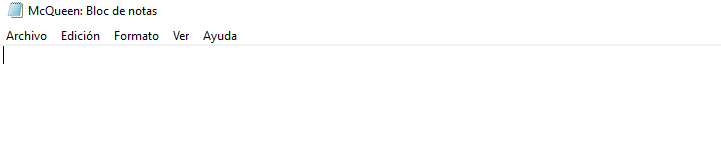 McQueen: Bloc de notas
Archivo Edición Formato Ver Ayuda